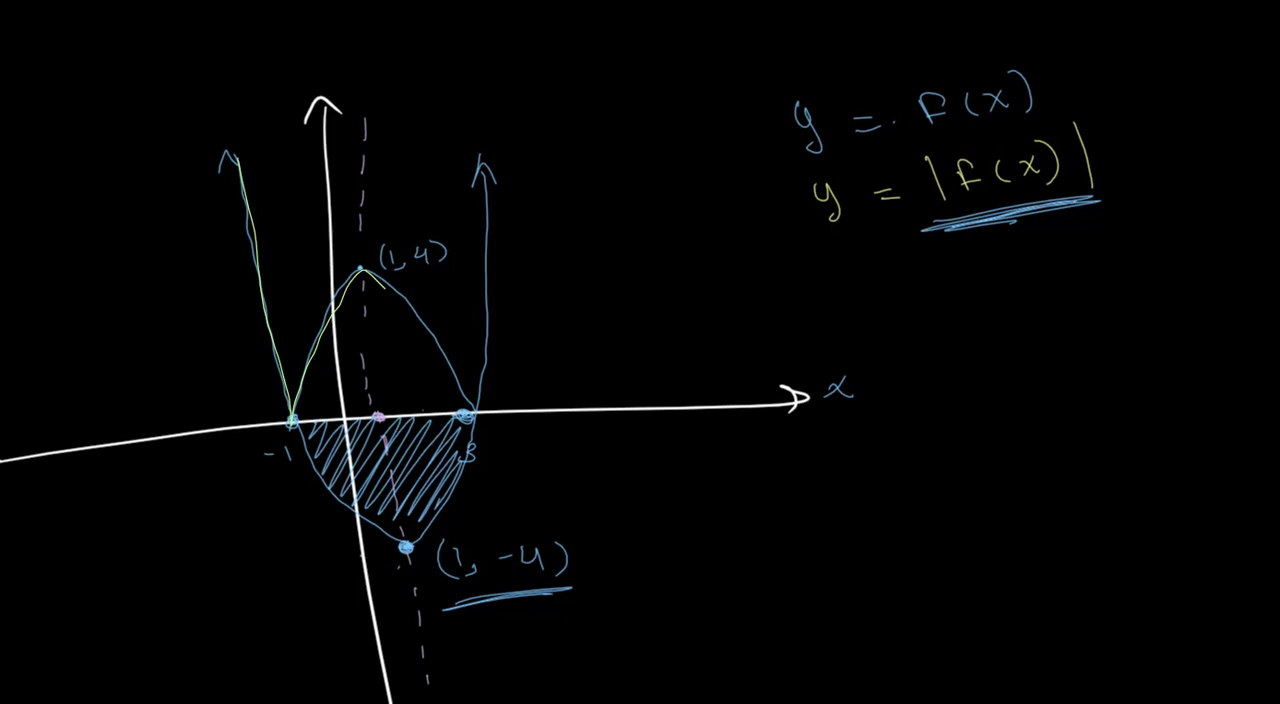 y = f(x)
y = |f(x)|
(1, 4)
x
-1
3
(1, -4)